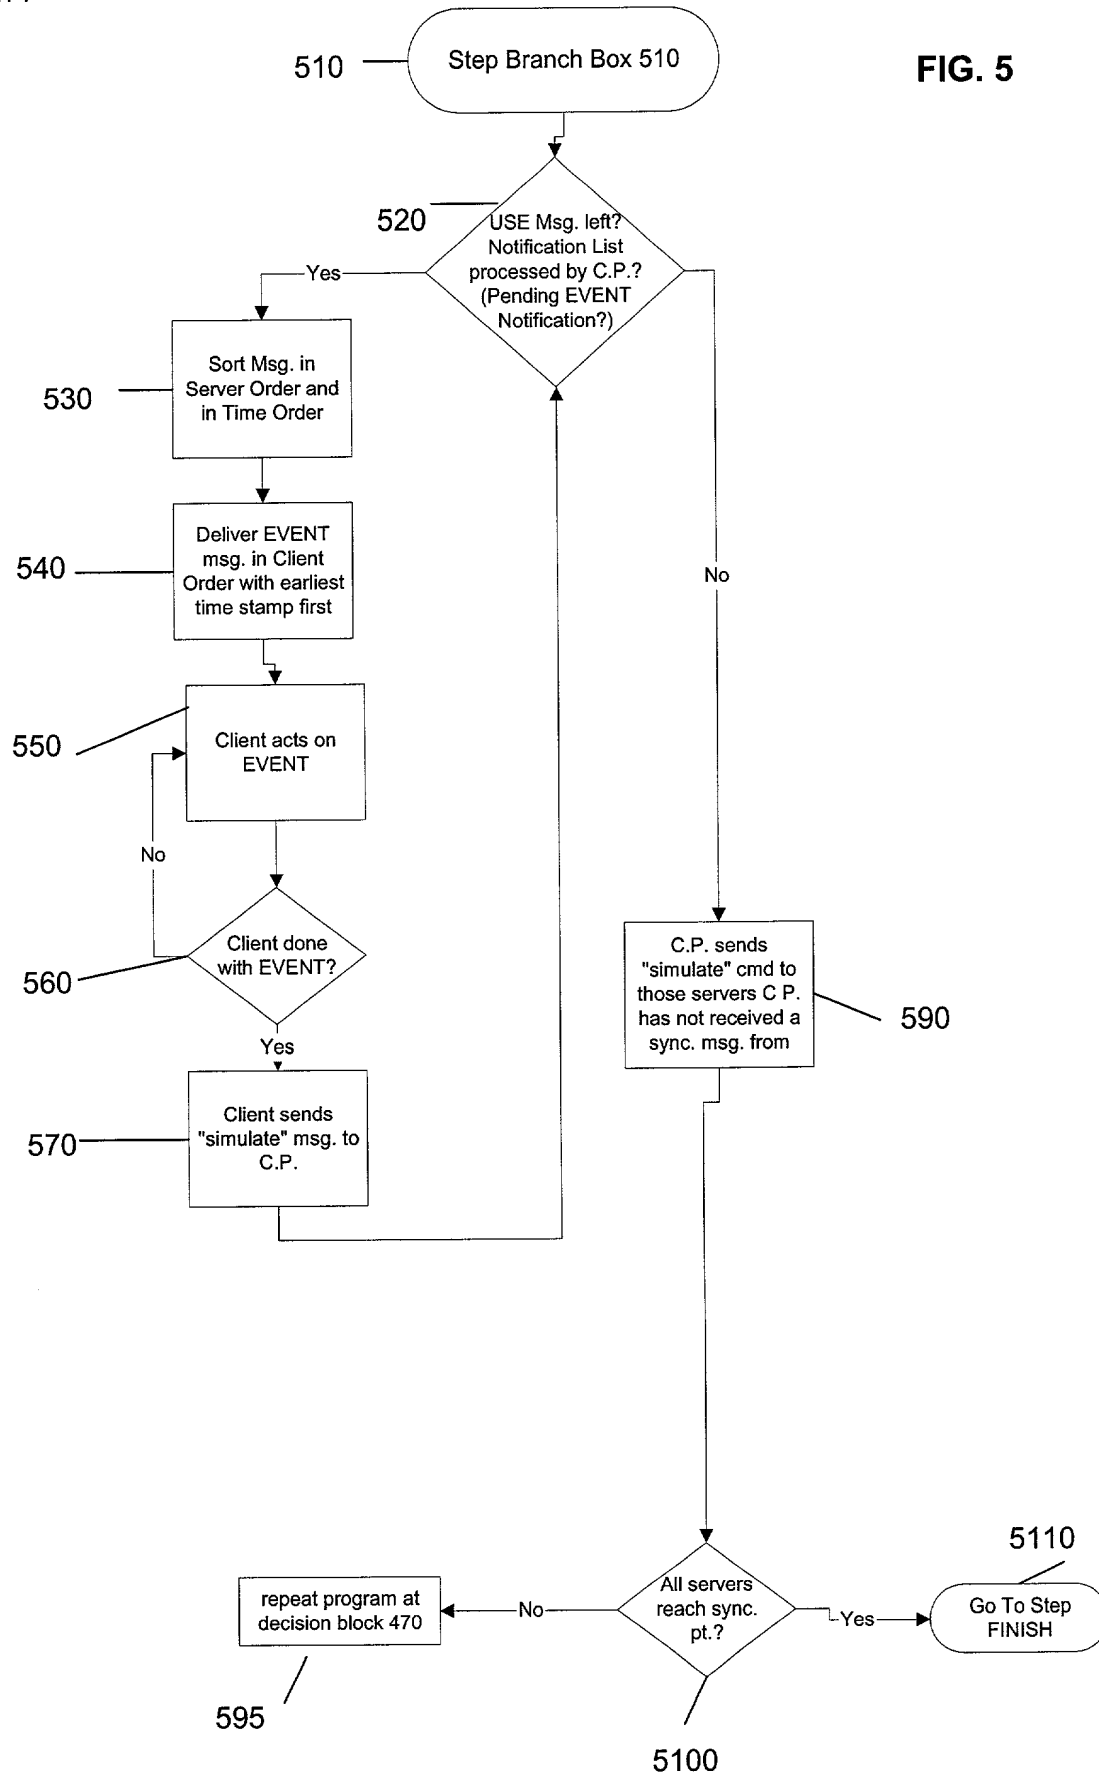 510
Step Branch Box 510
FIG. 5
520
USE Msg. left?
Notification List
processed by C.P.?
(Pending EVENT
Notification?)
Yes
530
Sort Msg. in
Server Order and
in Time Order
540
Deliver EVENT
msg. in Client
Order with earliest
time stamp first
No
550
Client acts on
EVENT
No
560
Client done
with EVENT?
Yes
570
Client sends
"simulate" msg. to
C.P.
C.P. sends
"simulate" cmd to
those servers C P.
has not received a
sync. msg. from
590
All servers
reach sync.
pt.?
5100
No
repeat program at
decision block 470
595
Yes
5110
Go To Step
FINISH